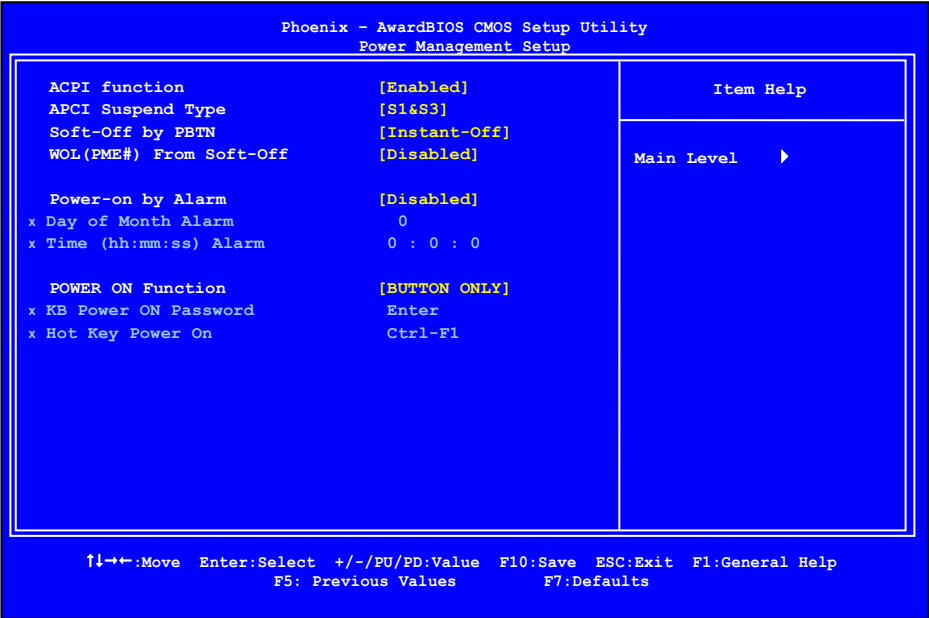 Phoenix – AwardBIOS CMOS Setup Utility
Power Management Setup
ACPI function [Enabled]
APCI Suspend Type [S1&S3]
Soft-Off by PBTN [Instant-Off]
WOL(PME#) From Soft-Off [Disabled]
Power-on by Alarm [Disabled]
x Day of Month Alarm 0
x Time (hh:mm:ss) Alarm 0 : 0 : 0
POWER ON Function [BUTTON ONLY]
x KB Power ON Password Enter
x Hot Key Power On Ctrl-F1
Item Help
Main Level
↑↓→←:Move Enter:Select +/-/PU/PD:Value F10:Save ESC:Exit F1:General Help
F5: Previous Values F7:Defaults